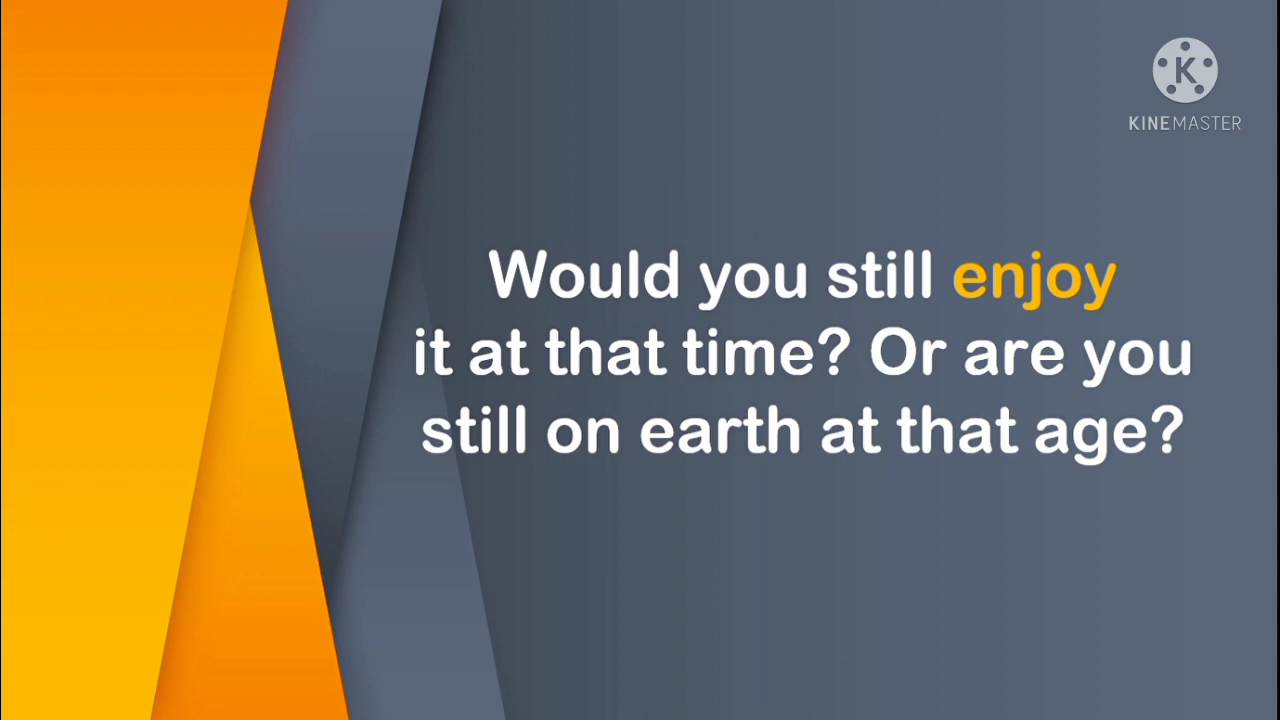 K
KINEMASTER
Would you still enjoy
it at that time? Or are you
still on earth at that age?